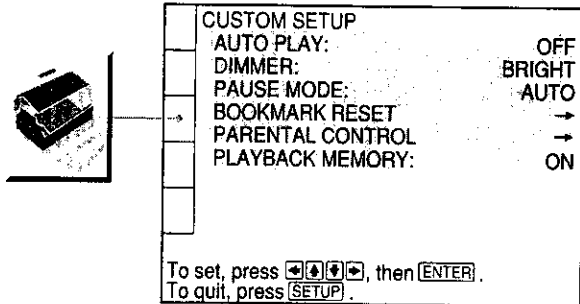 CUSTOM SETUP
AUTO PLAY: OFF
DIMMER: BRIGHT
PAUSE MODE: AUTO
BOOKMARK RESET →
PARENTAL CONTROL →
PLAYBACK MEMORY: ON
To set, press ←↑↓→, then ENTER.
To quit, press SETUP.